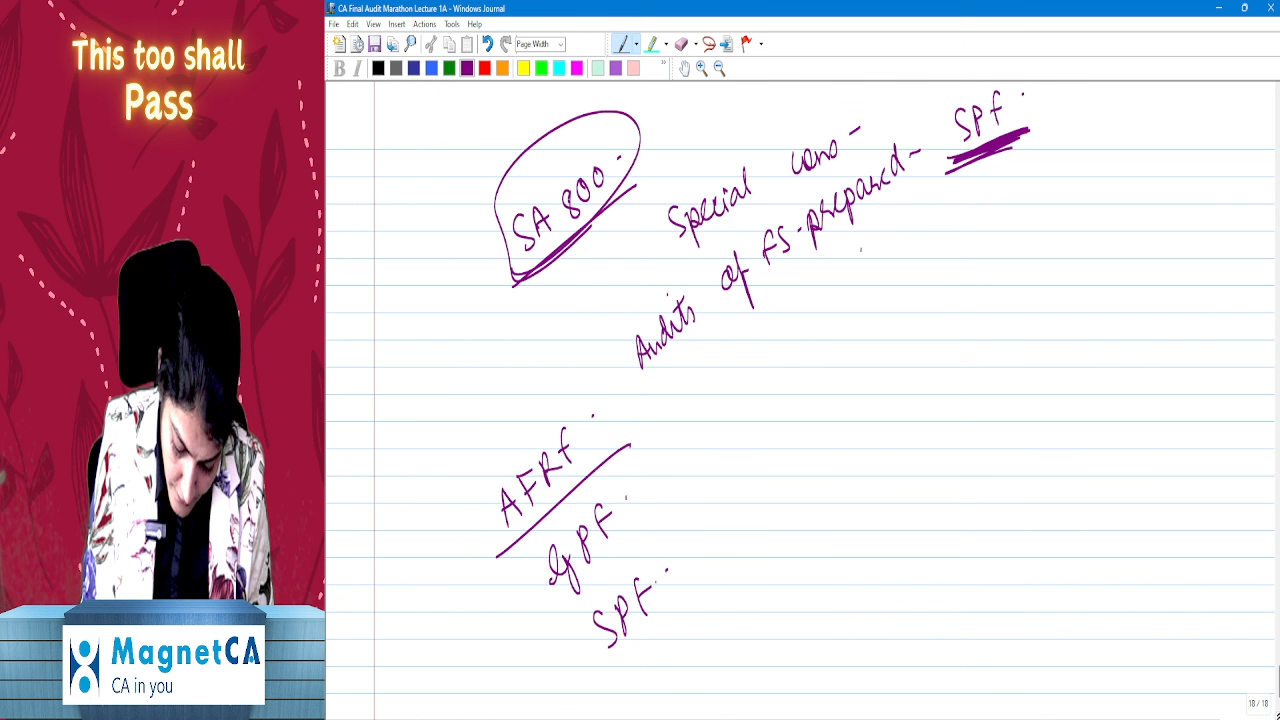 This too shall
Pass
CA Final Audit Marathon Lecture 1A - Windows Journal
File Edit View Insert Actions Tools Help
Page Width
B I
SA 800
Special cons -
Audits of FS - prepared - SPF
AFRF
GPF
SPF
MagnetCA
CA in you
18 / 18